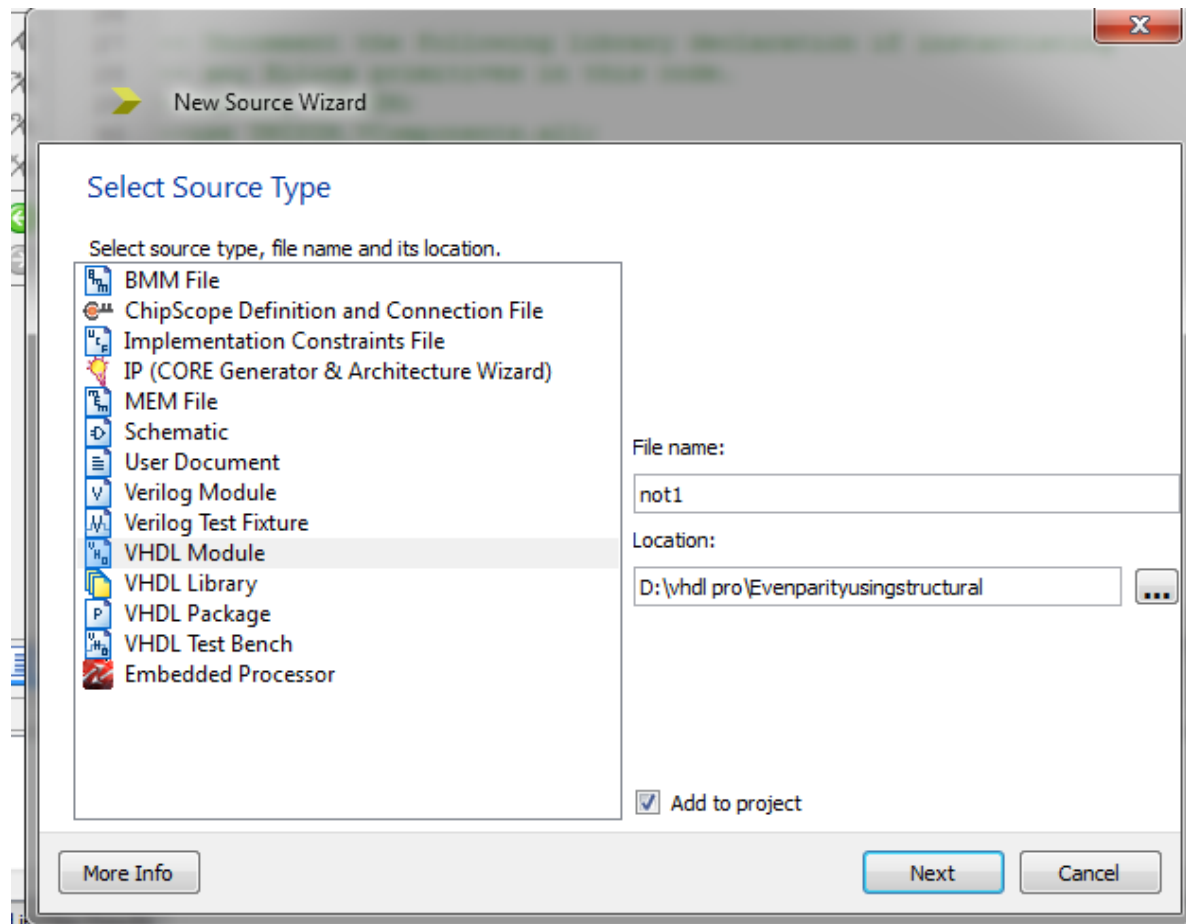 New Source Wizard
Select Source Type
Select source type, file name and its location.
BMM File
ChipScope Definition and Connection File
Implementation Constraints File
IP (CORE Generator & Architecture Wizard)
MEM File
Schematic
User Document
Verilog Module
Verilog Test Fixture
VHDL Module
VHDL Library
VHDL Package
VHDL Test Bench
Embedded Processor
File name:
not1
Location:
D:\vhdl pro\Evenparityusingstructural
...
Add to project
More Info
Next
Cancel